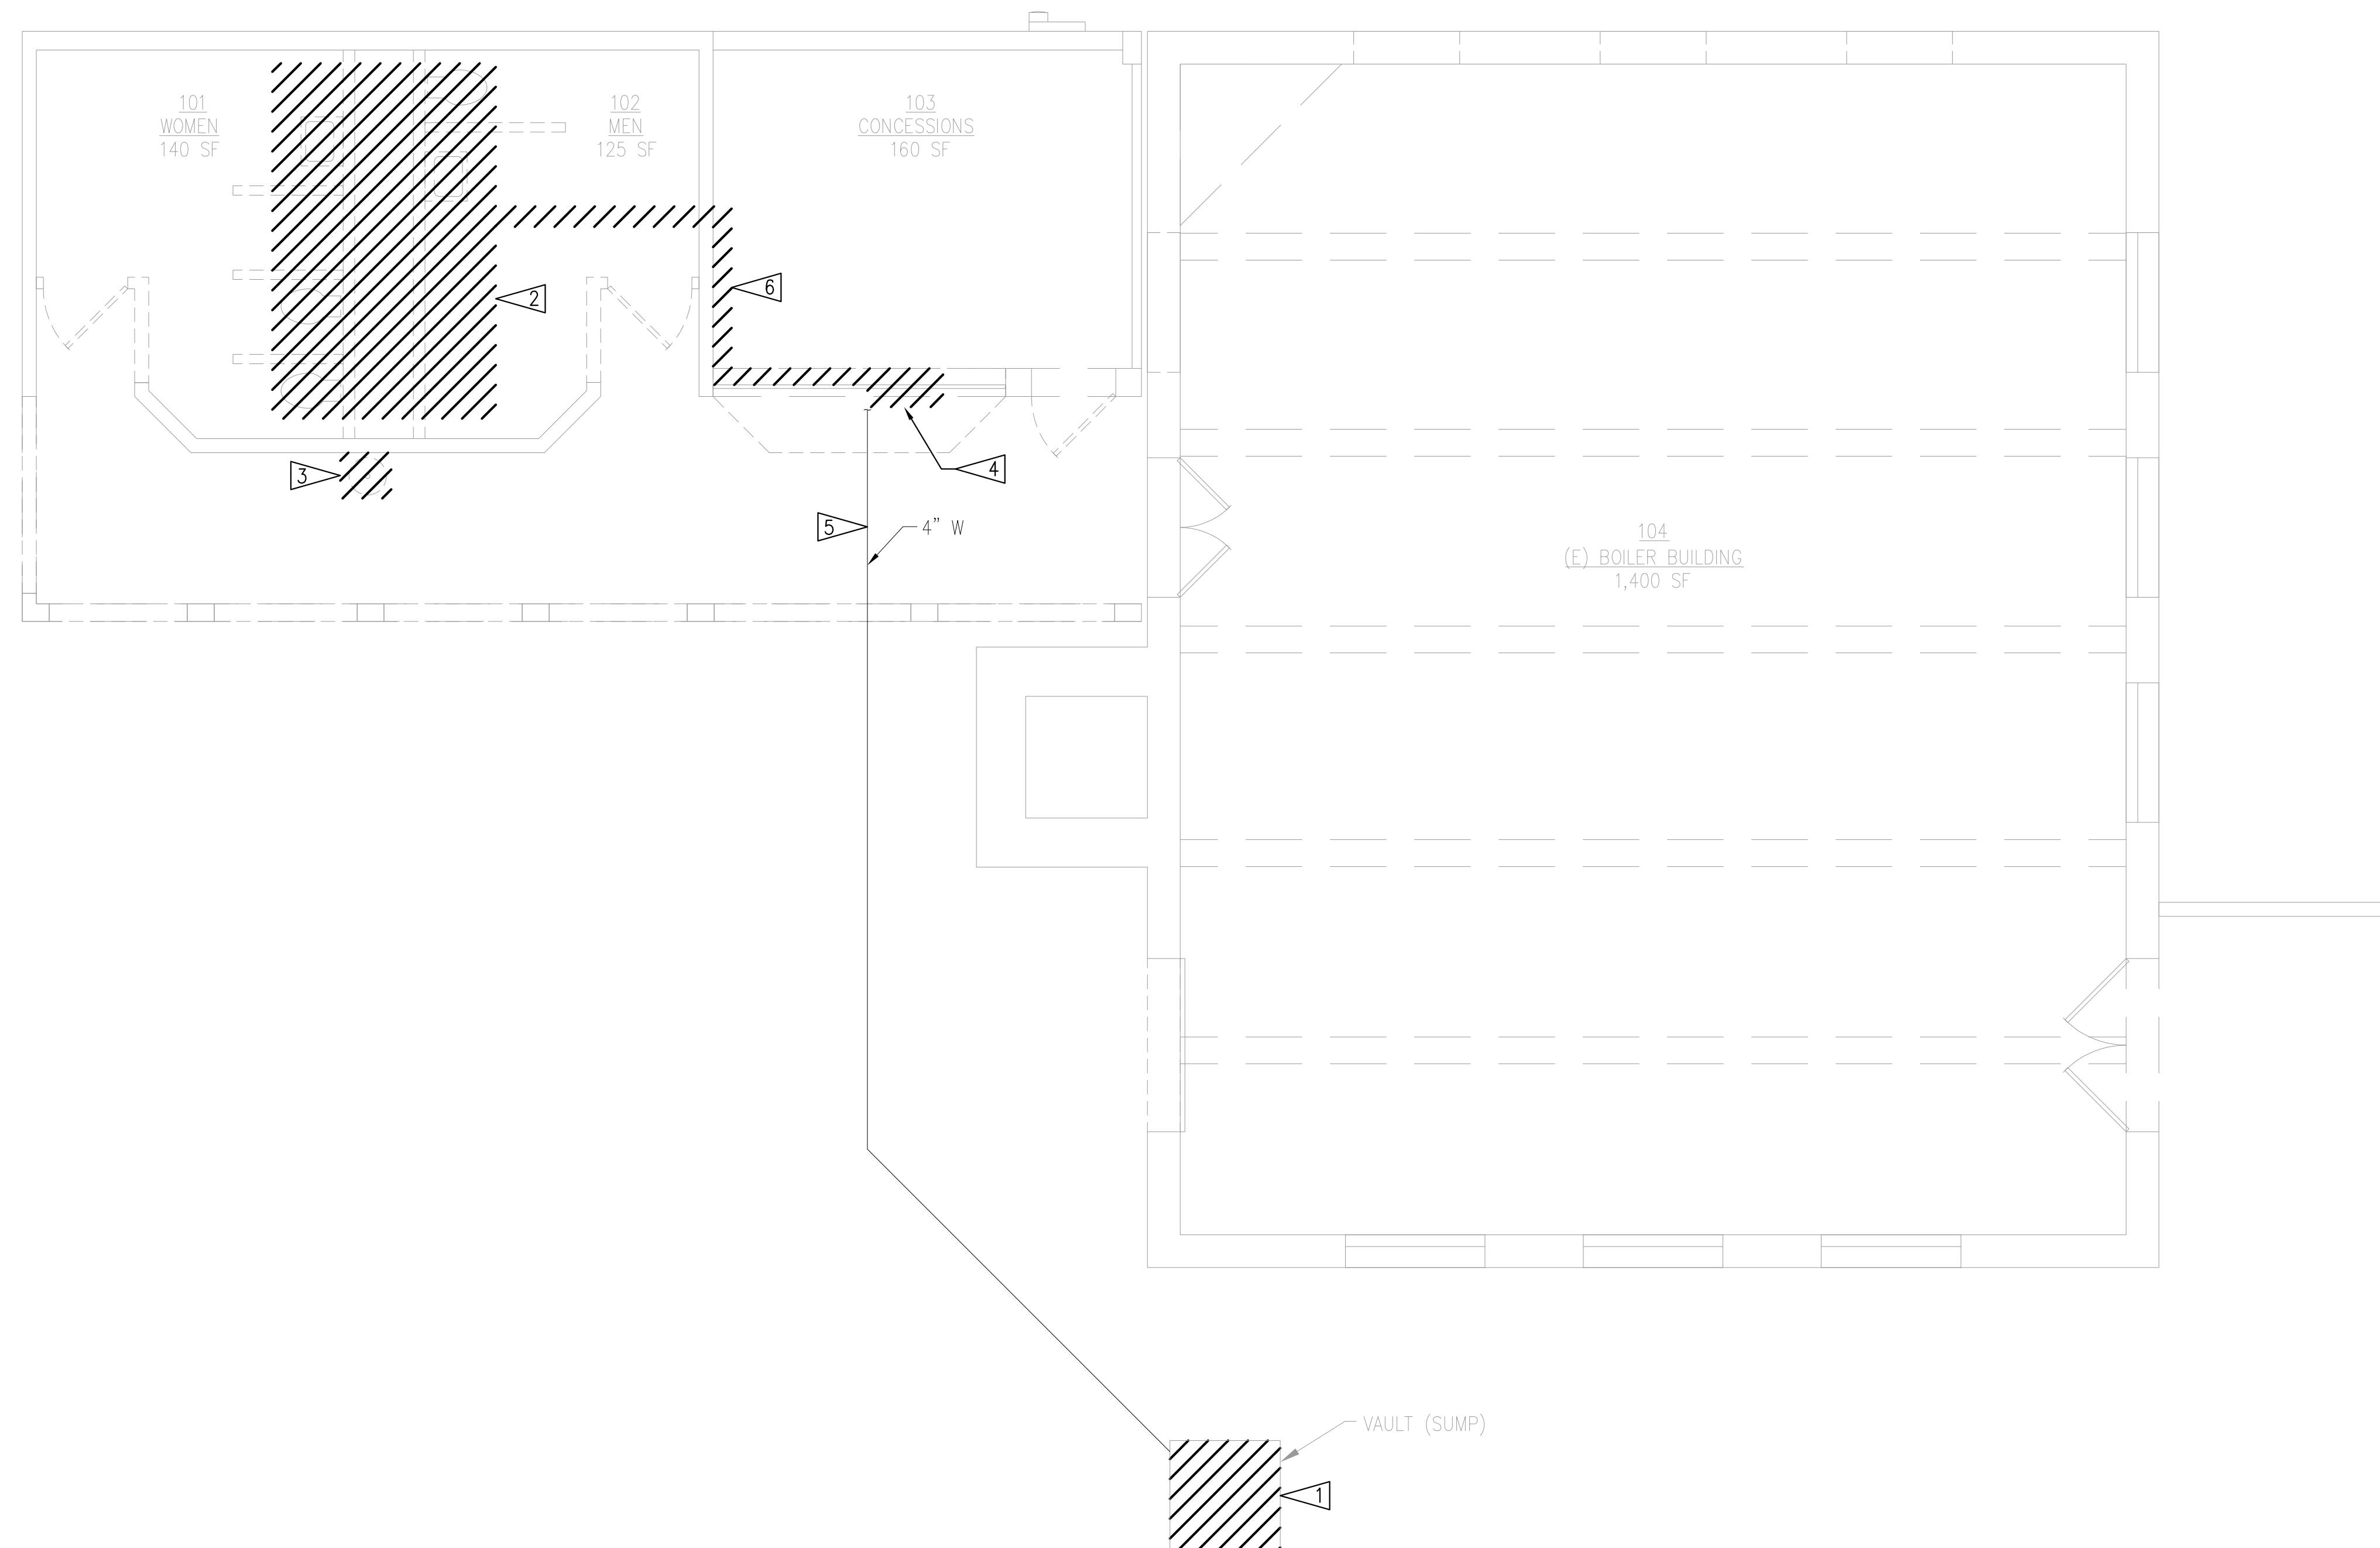 101
WOMEN
140 SF
102
MEN
125 SF
103
CONCESSIONS
160 SF
6
2
3
4
5
4" W
104
(E) BOILER BUILDING
1,400 SF
VAULT (SUMP)
1